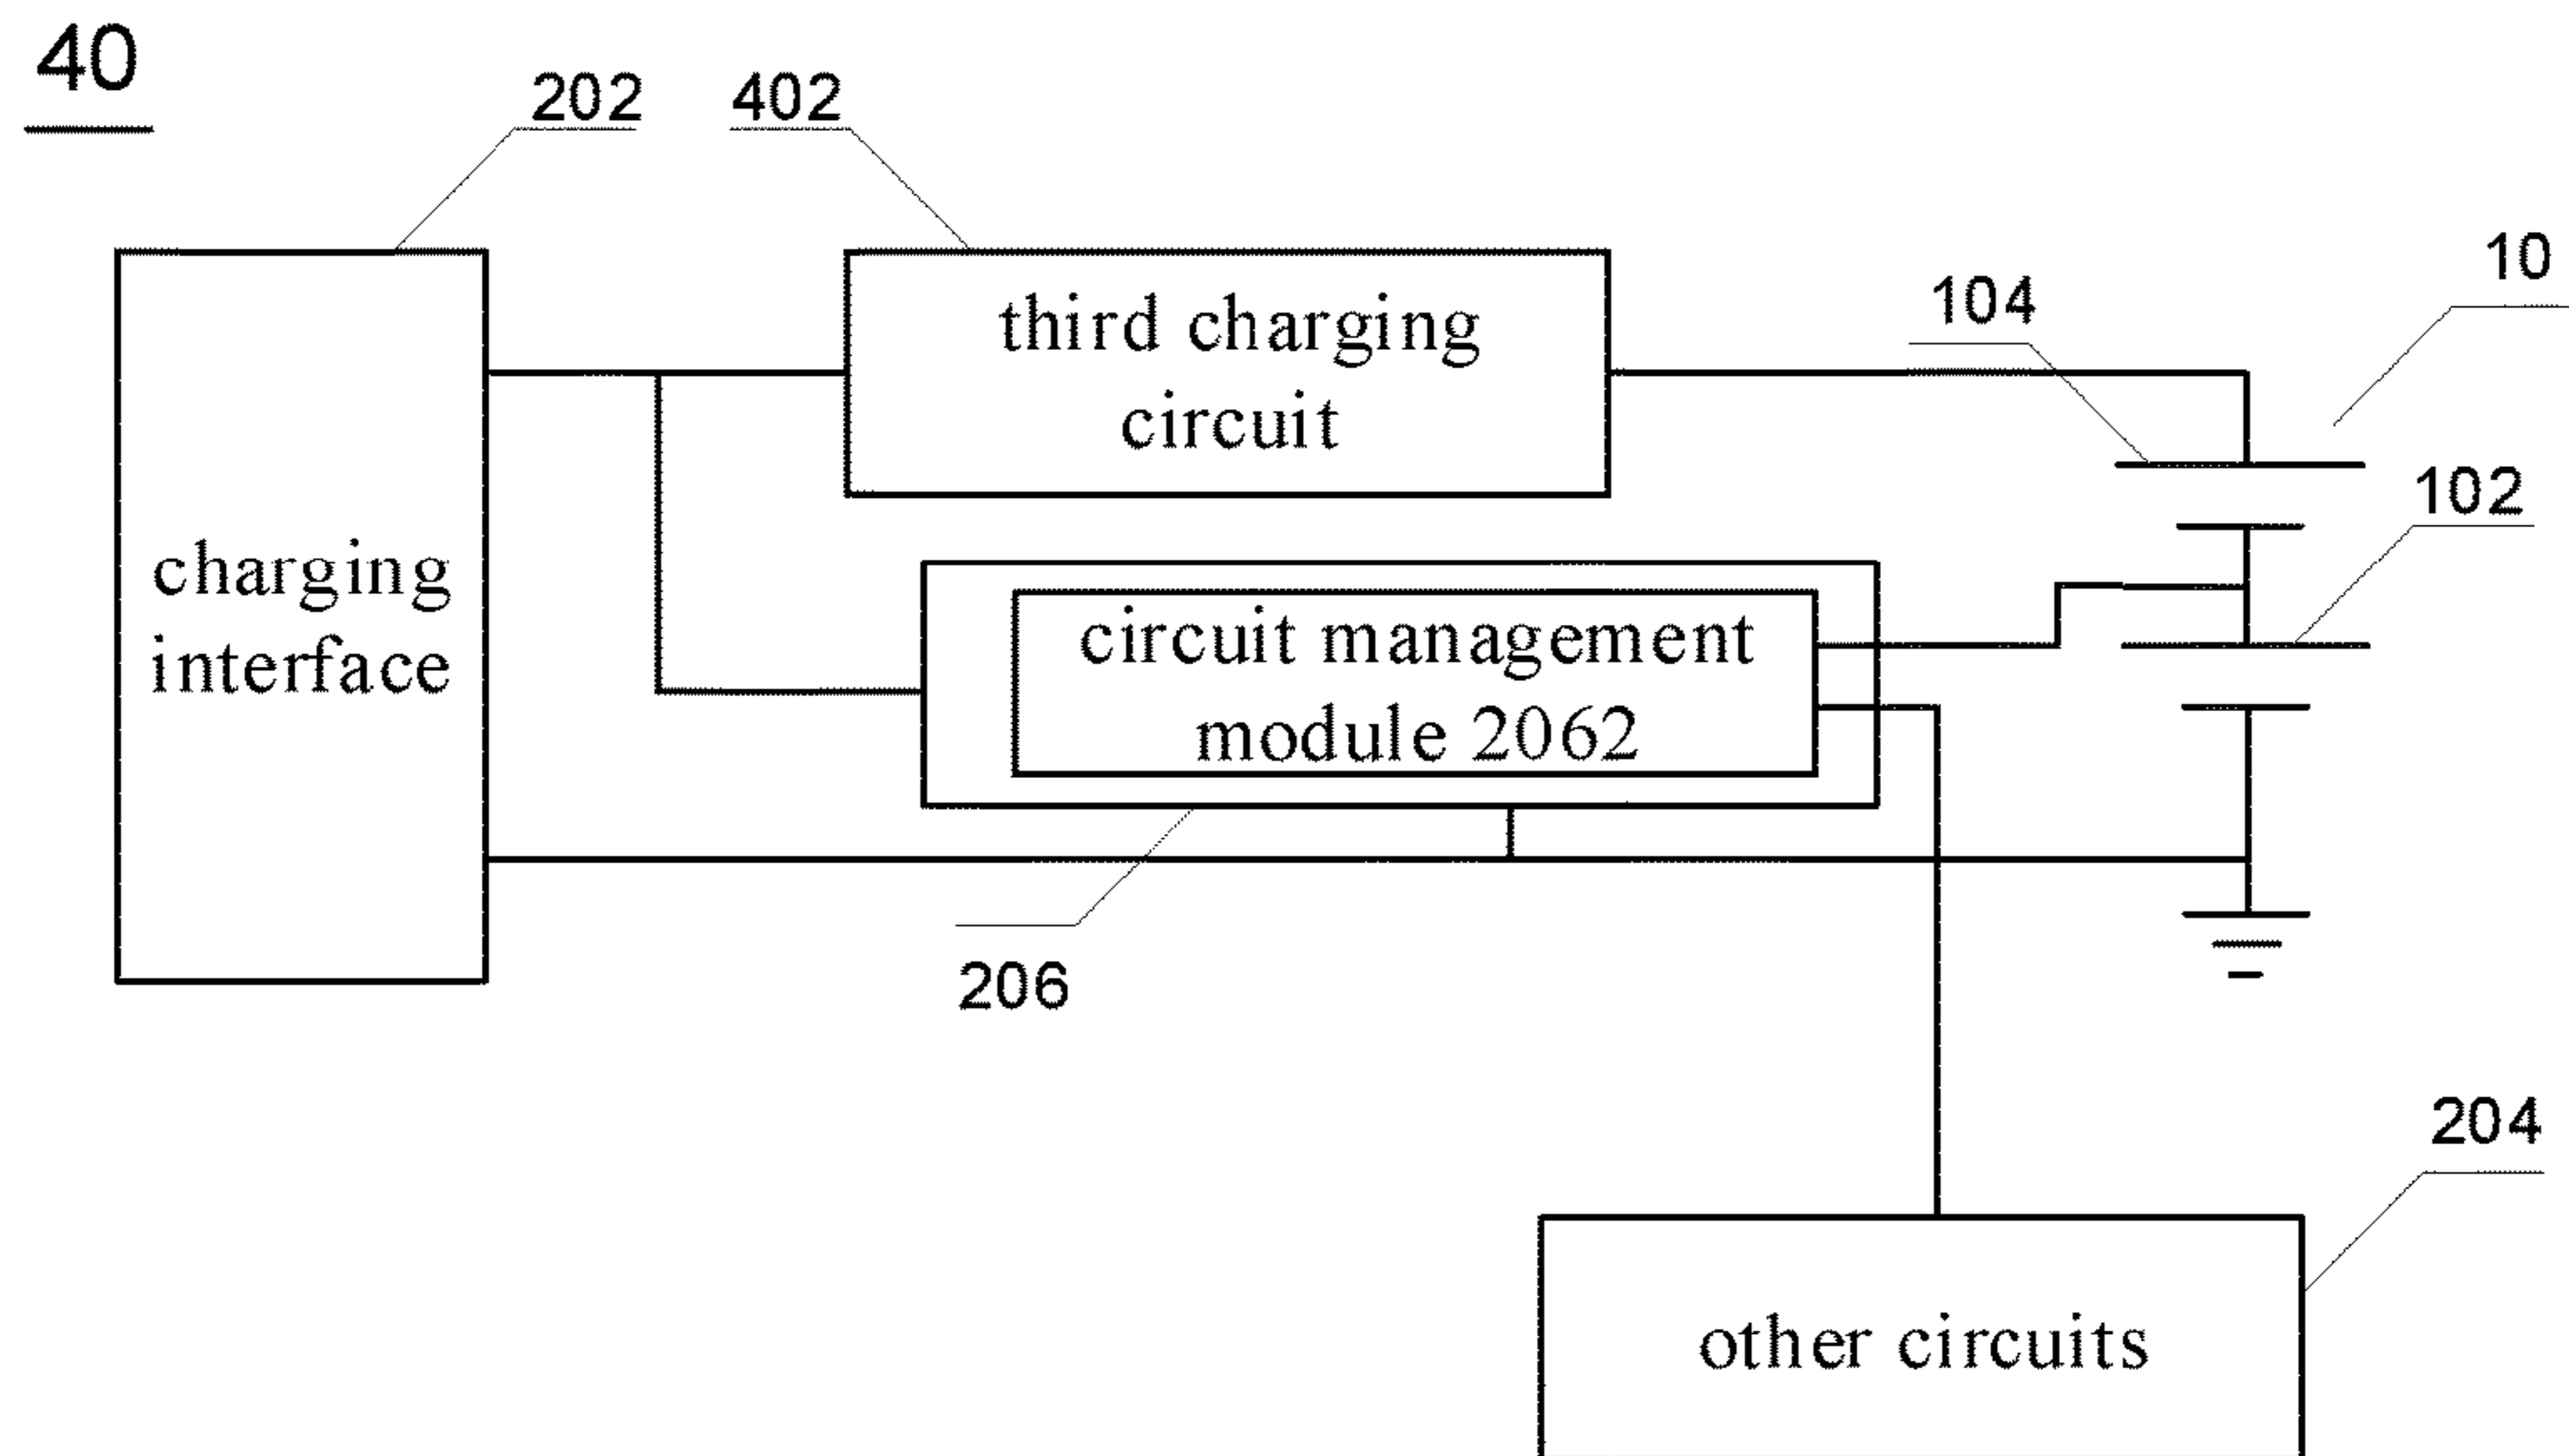 40
202
402
10
104
third charging
circuit
102
charging
interface
circuit management
module 2062
206
204
other circuits